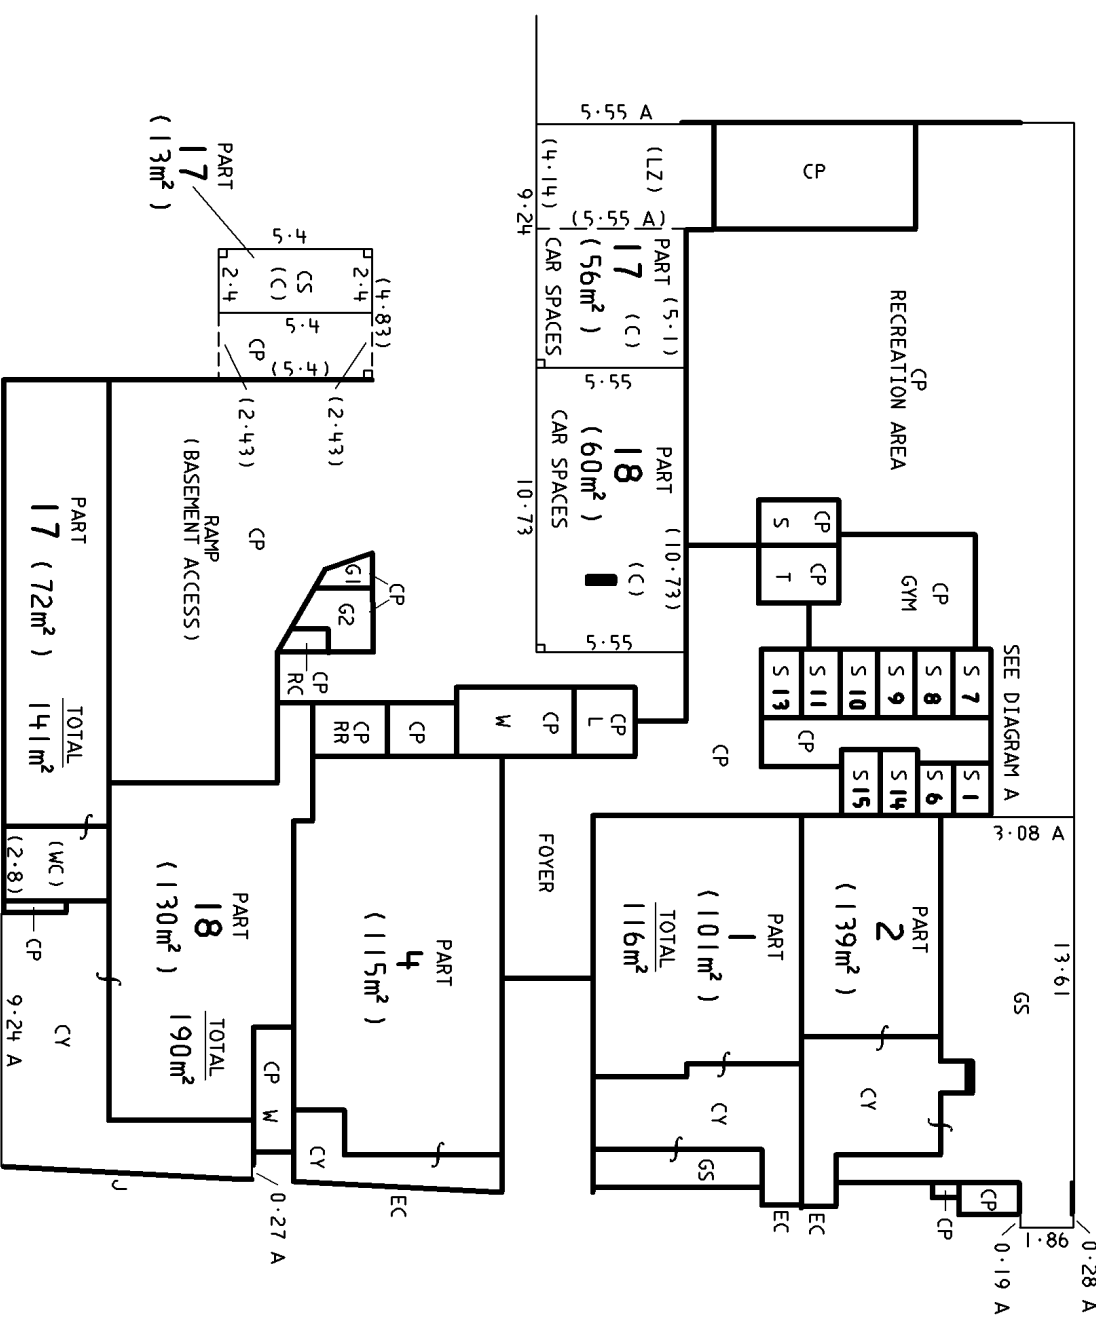 5·55 A
(LZ)
(4·14)
9·24
(5·55 A)
CP
PART
17
(13m²)
5·4
2·4
CS
(C)
2·4
(4·83)
5·4
CP
(5·4)
(2·43)
(2·43)
PART
17
(56m²)
CAR SPACES
(C)
(5·1)
5·55
PART
18
(60m²)
CAR SPACES
10·73
(10·73)
(C)
5·55
CP
RECREATION AREA
CP
S
CP
T
CP
GYM
SEE DIAGRAM A
S 7
S 8
S 9
S 10
S 11
S 13
CP
S 1
S 6
S 14
S 15
CP
CP
RAMP
(BASEMENT ACCESS)
G1
CP
G2
CP
RC
CP
RR
CP
CP
W
CP
L
PART
17 (72m²)
TOTAL
141m²
(WC)
(2·8)
CP
9·24 A
CY
PART
18
(130m²)
TOTAL
190m²
CP
W
0·27 A
J
PART
4
(115m²)
CY
EC
FOYER
PART
1
(101m²)
TOTAL
116m²
CY
GS
EC
PART
2
(139m²)
CY
EC
3·08 A
13·61
GS
CP
CP
1·86
0·19 A
0·28 A